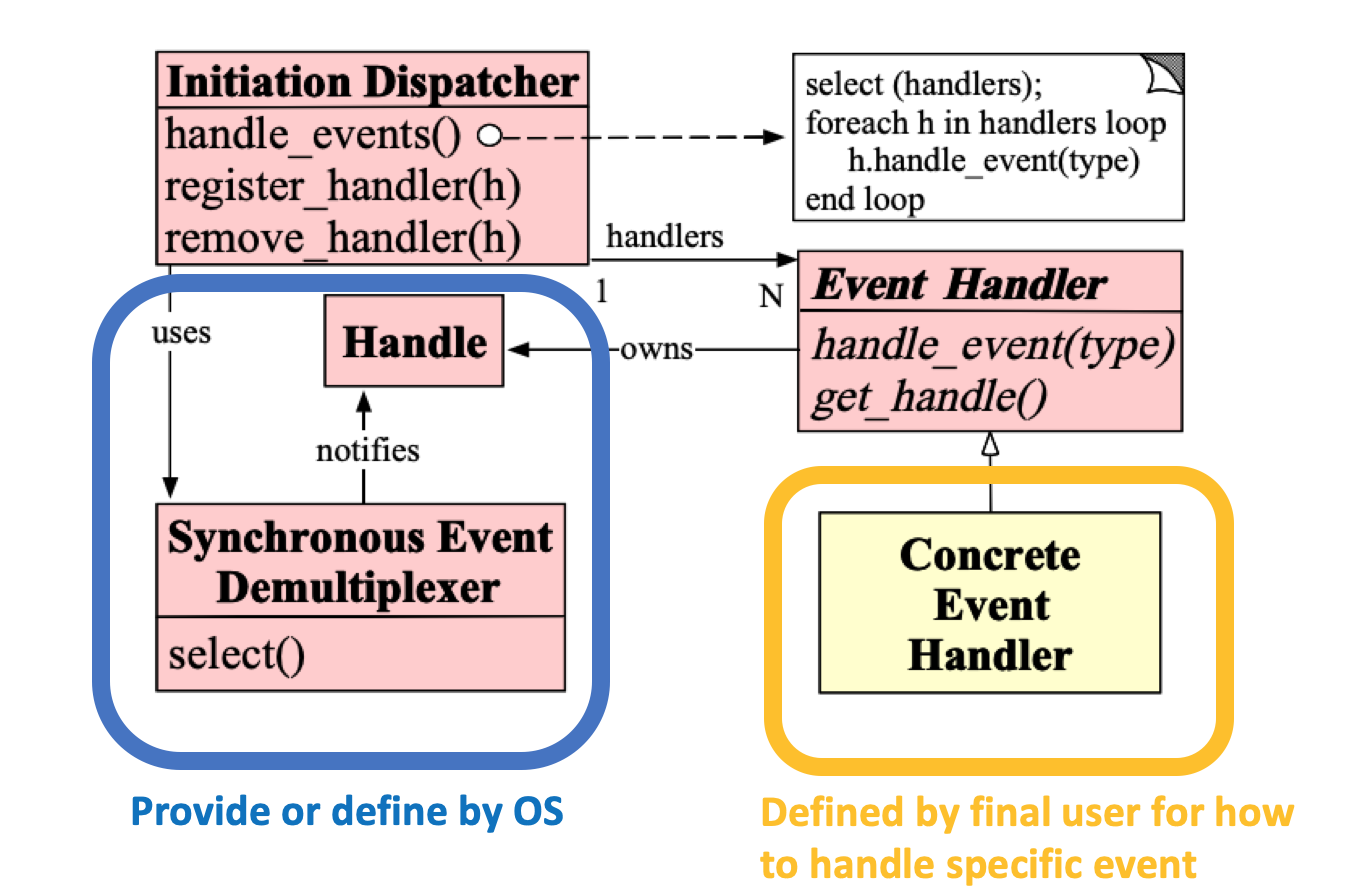 Initiation Dispatcher
handle_events()
register_handler(h)
remove_handler(h)
select (handlers);
foreach h in handlers loop
h.handle_event(type)
end loop
handlers
1
N
Event Handler
handle_event(type)
get_handle()
uses
Handle
owns
notifies
Synchronous Event
Demultiplexer
select()
Concrete
Event
Handler
Provide or define by OS
Defined by final user for how
to handle specific event